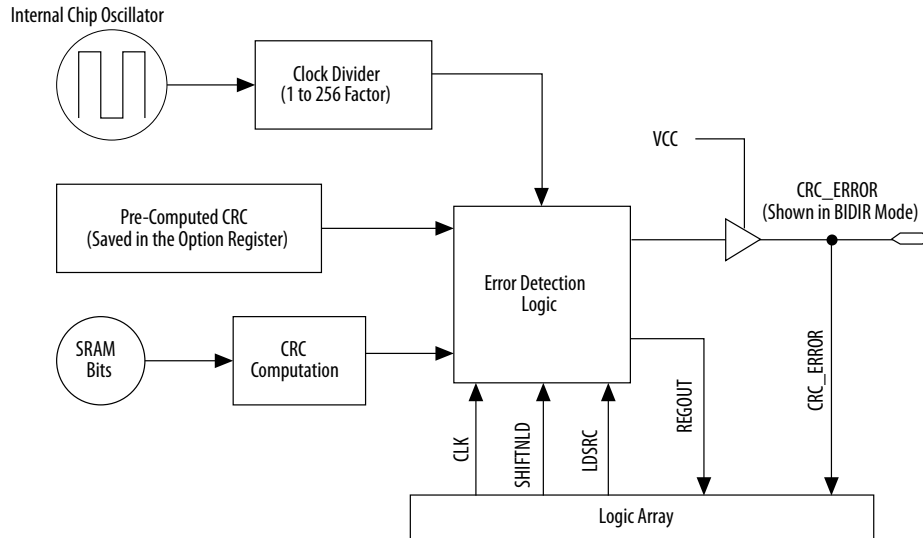 Internal Chip Oscillator
Clock Divider
(1 to 256 Factor)
VCC
CRC_ERROR
(Shown in BIDIR Mode)
Pre-Computed CRC
(Saved in the Option Register)
Error Detection
Logic
SRAM
Bits
CRC
Computation
CLK
SHIFTNLD
LDSRC
REGOUT
CRC_ERROR
Logic Array